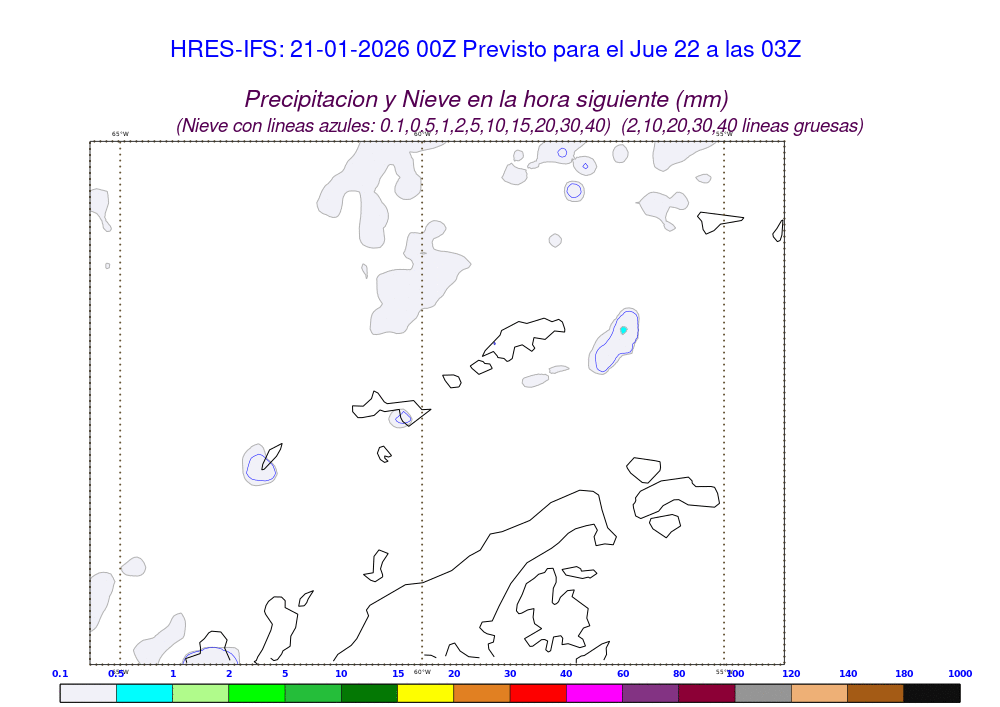 HRES-IFS: 21-01-2026 00Z Previsto para el Jue 22 a las 03Z
Precipitacion y Nieve en la hora siguiente (mm)
(Nieve con lineas azules: 0.1,0.5,1,2,5,10,15,20,30,40)  (2,10,20,30,40 lineas gruesas)
65°W 60°W 55°W
65°W 60°W 55°W
0.1 0.5 1 2 5 10 15 20 30 40 60 80 100 120 140 180 1000